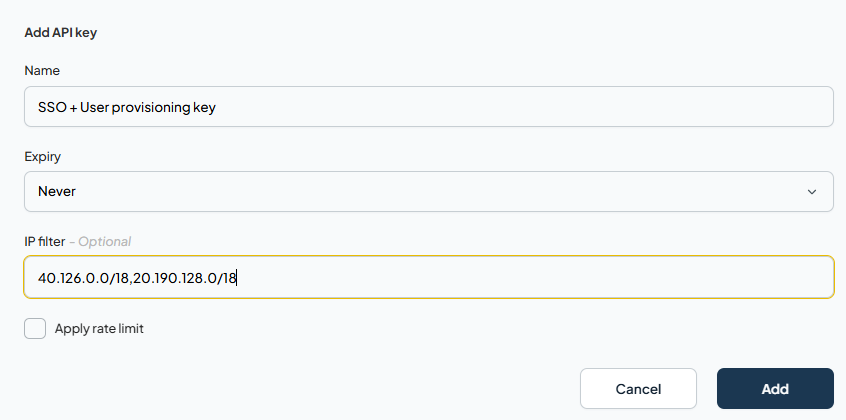 Add API key
Name
SSO + User provisioning key
Expiry
Never
IP filter - Optional
40.126.0.0/18,20.190.128.0/18
Apply rate limit
Cancel
Add